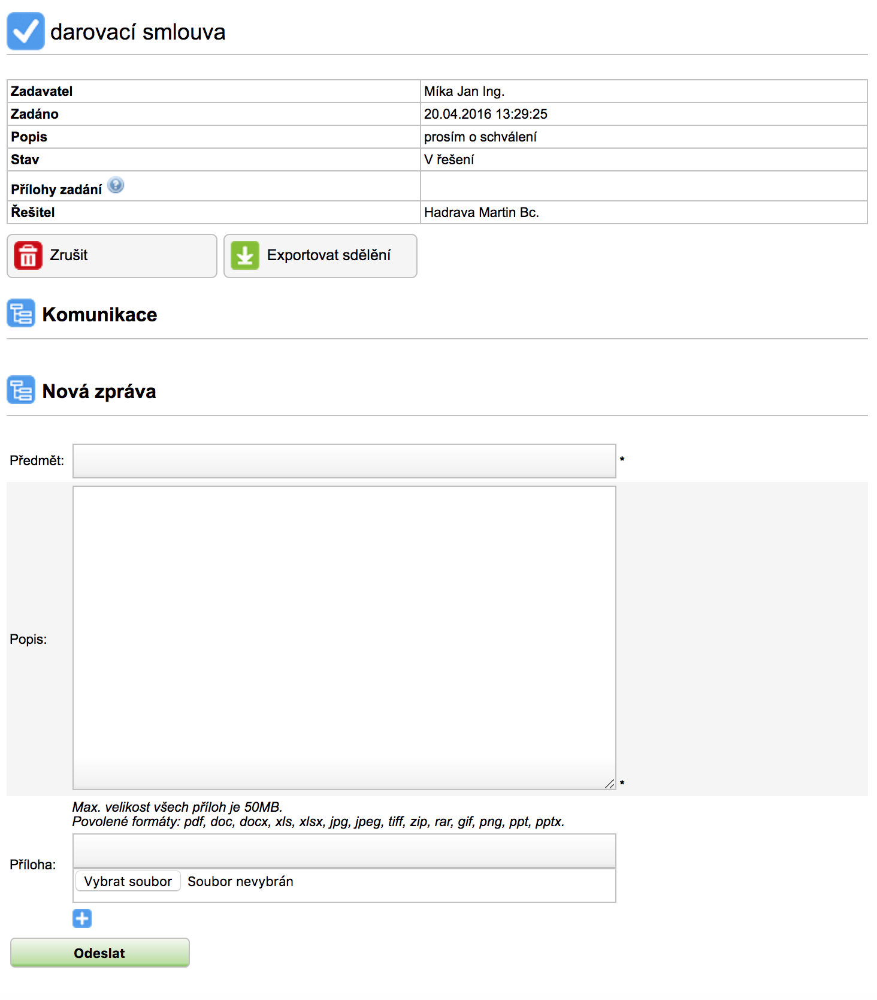 darovací smlouva
Zadavatel Míka Jan Ing.
Zadáno 20.04.2016 13:29:25
Popis prosím o schválení
Stav V řešení
Přílohy zadání ?
Řešitel Hadrava Martin Bc.
Zrušit Exportovat sdělění
Komunikace
Nová zpráva
Předmět: *
Popis: *
Max. velikost všech příloh je 50MB.
Povolené formáty: pdf, doc, docx, xls, xlsx, jpg, jpeg, tiff, zip, rar, gif, png, ppt, pptx.
Příloha:
Vybrat soubor Soubor nevybrán
Odeslat